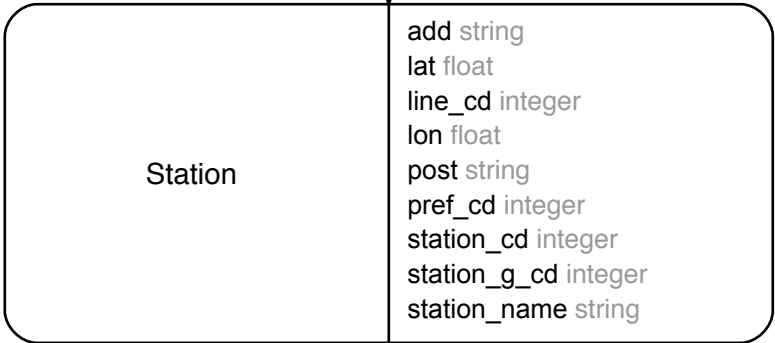 Station
add string
lat float
line_cd integer
lon float
post string
pref_cd integer
station_cd integer
station_g_cd integer
station_name string